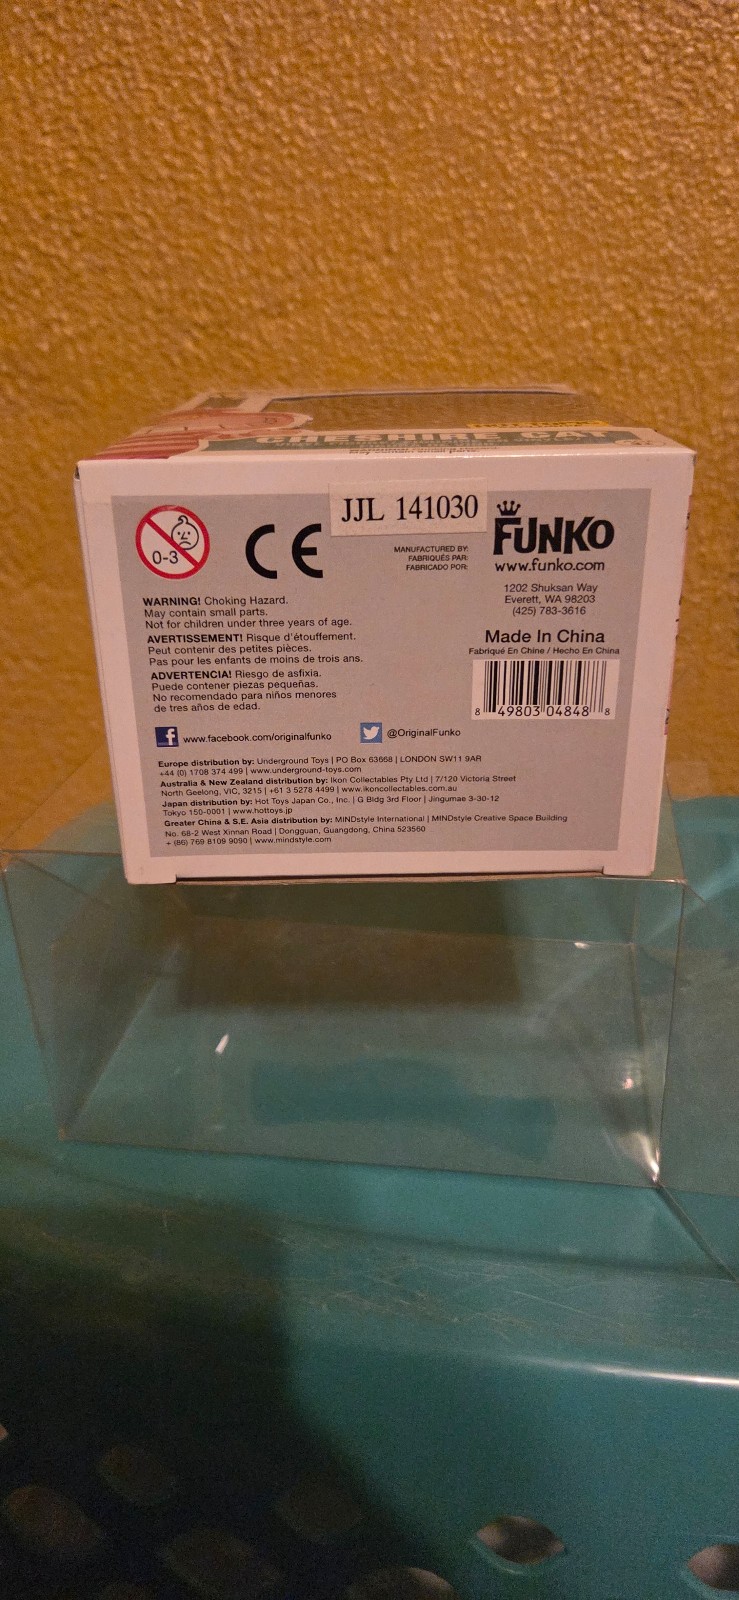 CHESHIRE CAT
JJL 141030
0-3
CE
MANUFACTURED BY:
FABRIQUÉS PAR:
FABRICADO POR:
FUNKO
www.funko.com
1202 Shuksan Way
Everett, WA 98203
(425) 783-3616
Made In China
Fabriqué En Chine / Hecho En China
8 49803 04848 8
WARNING! Choking Hazard.
May contain small parts.
Not for children under three years of age.
AVERTISSEMENT! Risque d'étouffement.
Peut contenir des petites pièces.
Pas pour les enfants de moins de trois ans.
ADVERTENCIA! Riesgo de asfixia.
Puede contener piezas pequeñas.
No recomendado para niños menores
de tres años de edad.
www.facebook.com/originalfunko
@OriginalFunko
Europe distribution by: Underground Toys | PO Box 63668 | LONDON SW11 9AR
+44 (0) 1708 374 499 | www.underground-toys.com
Australia & New Zealand distribution by: Ikon Collectables Pty Ltd | 7/120 Victoria Street
North Geelong, VIC, 3215 | +61 3 5278 4499 | www.ikoncollectables.com.au
Japan distribution by: Hot Toys Japan Co., Inc. | G Bldg 3rd Floor | Jingumae 3-30-12
Tokyo 150-0001 | www.hottoys.jp
Greater China & S.E. Asia distribution by: MINDstyle International | MINDstyle Creative Space Building
No. 68-2 West Xinnan Road | Dongguan, Guangdong, China 523560
+ (86) 769 8109 9090 | www.mindstyle.com